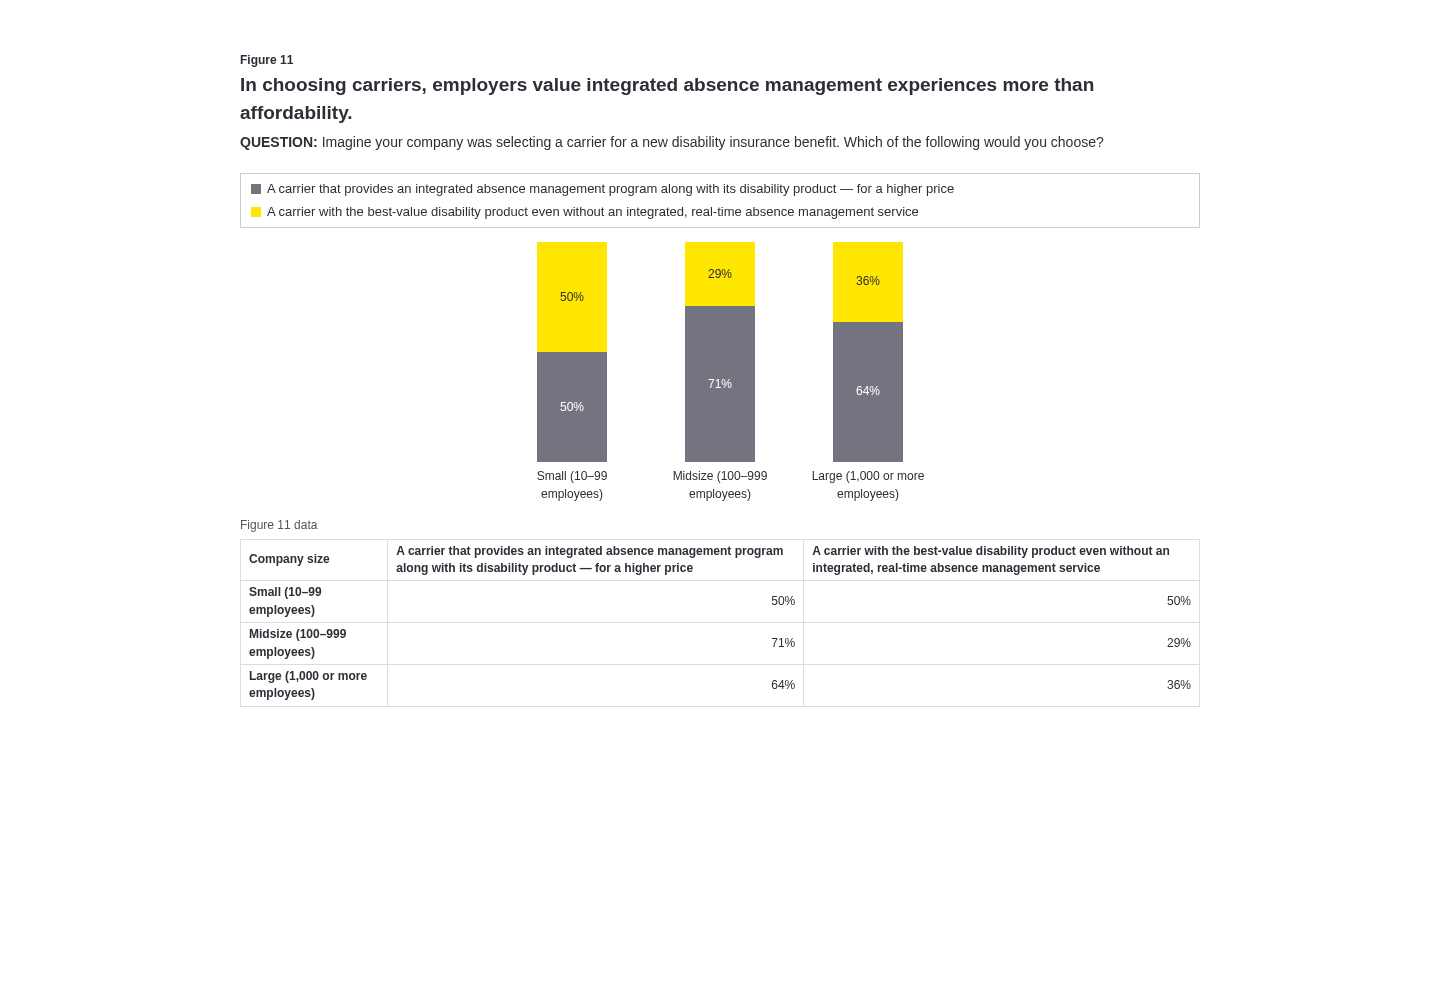 Figure 11
In choosing carriers, employers value integrated absence management experiences more than
affordability.
QUESTION: Imagine your company was selecting a carrier for a new disability insurance benefit. Which of the following would you choose?
A carrier that provides an integrated absence management program along with its disability product — for a higher price
A carrier with the best-value disability product even without an integrated, real-time absence management service
50% 29% 36%
50% 71% 64%
Small (10–99 Midsize (100–999 Large (1,000 or more
employees) employees) employees)
Figure 11 data
Company size A carrier that provides an integrated absence management program A carrier with the best-value disability product even without an
along with its disability product — for a higher price integrated, real-time absence management service
Small (10–99
employees) 50% 50%
Midsize (100–999
employees) 71% 29%
Large (1,000 or more
employees) 64% 36%